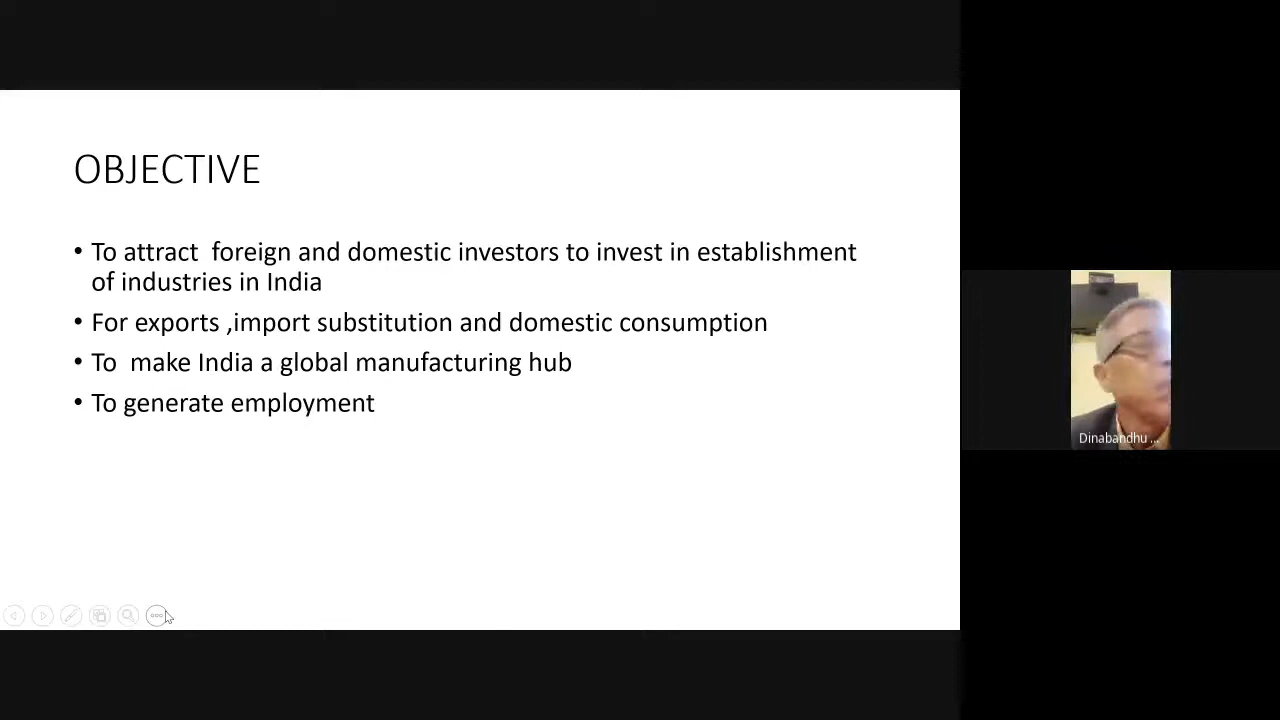 OBJECTIVE
• To attract  foreign and domestic investors to invest in establishment
of industries in India
• For exports ,import substitution and domestic consumption
• To  make India a global manufacturing hub
• To generate employment
Dinabandhu ...